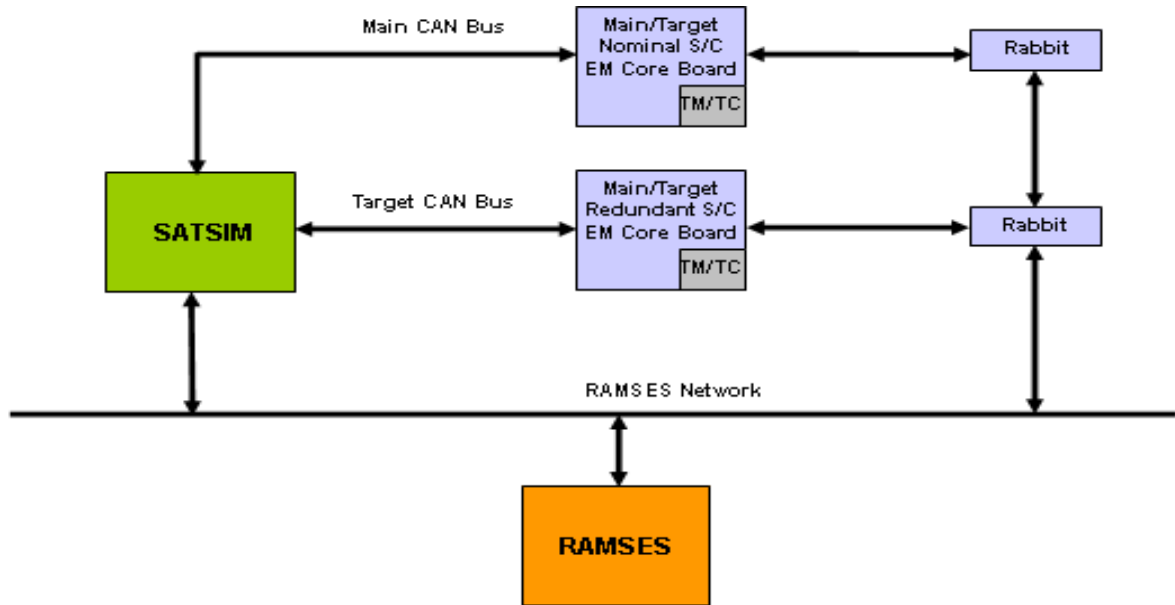 Main CAN Bus
Main/Target
Nominal S/C
EM Core Board
TM/TC
Rabbit
SATSIM
Target CAN Bus
Main/Target
Redundant S/C
EM Core Board
TM/TC
Rabbit
RAMSES Network
RAMSES